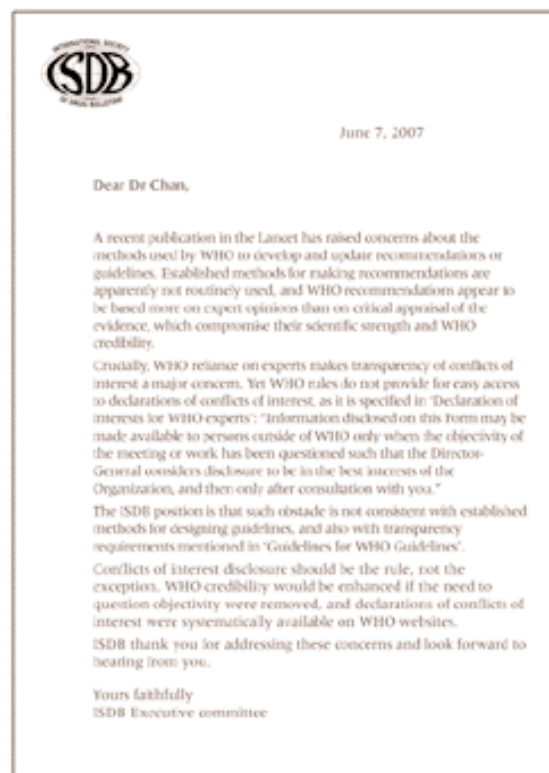 INTERNATIONAL SOCIETY
ISDB
OF DRUG BULLETINS
June 7, 2007
Dear Dr Chan,
A recent publication in the Lancet has raised concerns about the
methods used by WHO to develop and update recommendations or
guidelines. Established methods for making recommendations are
apparently not routinely used, and WHO recommendations appear to
be based more on expert opinions than on critical appraisal of the
evidence, which compromise their scientific strength and WHO
credibility.
Crucially, WHO reliance on experts makes transparency of conflicts of
interest a major concern. Yet WHO rules do not provide for easy access
to declarations of conflicts of interest, as it is specified in 'Declaration of
interests for WHO experts': "Information disclosed on this Form may be
made available to persons outside of WHO only when the objectivity of
the meeting or work has been questioned such that the Director-
General considers disclosure to be in the best interests of the
Organization, and then only after consultation with you."
The ISDB position is that such obstacle is not consistent with established
methods for designing guidelines, and also with transparency
requirements mentioned in 'Guidelines for WHO Guidelines'.
Conflicts of interest disclosure should be the rule, not the
exception. WHO credibility would be enhanced if the need to
question objectivity were removed, and declarations of conflicts of
interest were systematically available on WHO websites.
ISDB thank you for addressing these concerns and look forward to
hearing from you.
Yours faithfully
ISDB Executive committee